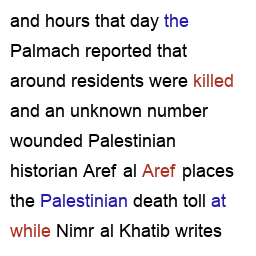 and hours that day the
Palmach reported that
around residents were killed
and an unknown number
wounded Palestinian
historian Aref al Aref places
the Palestinian death toll at
while Nimr al Khatib writes